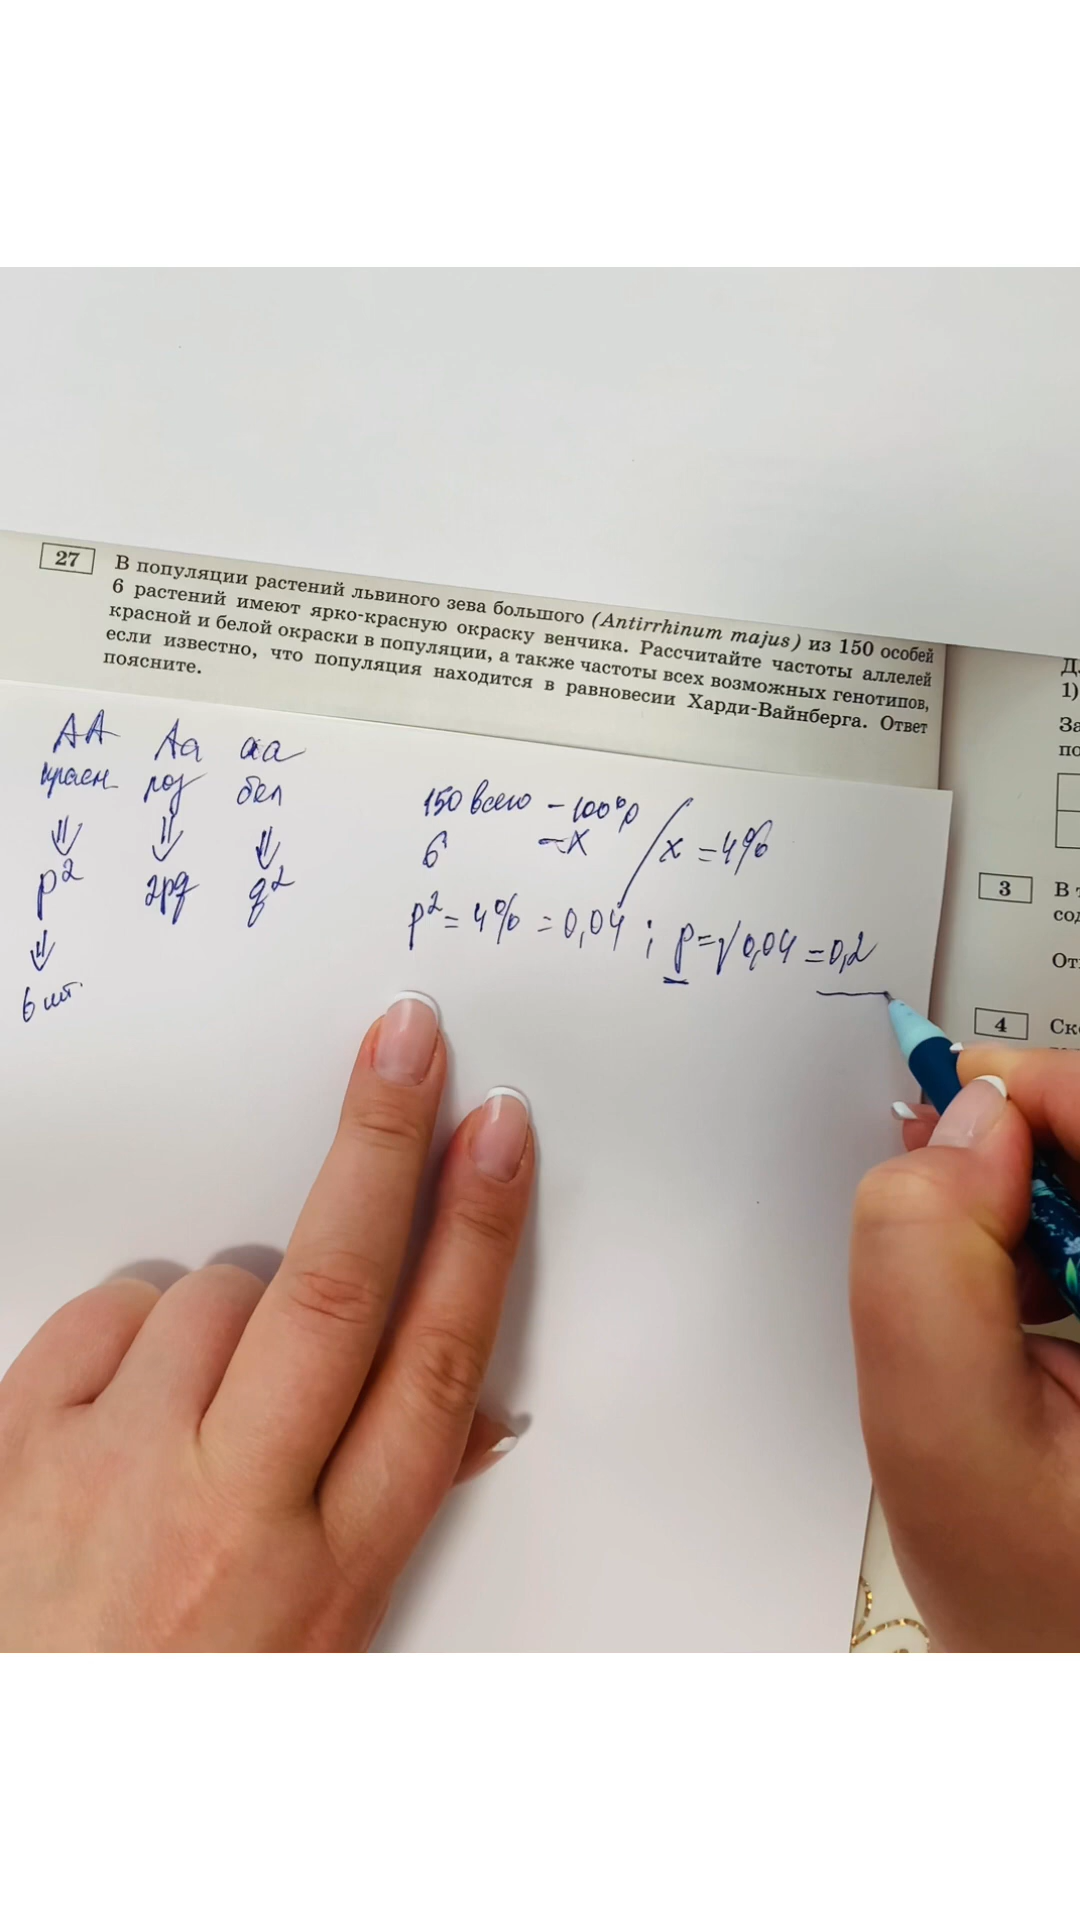 27
В популяции растений львиного зева большого (Antirrhinum majus) из 150 особей
6 растений имеют ярко-красную окраску венчика. Рассчитайте частоты аллелей
красной и белой окраски в популяции, а также частоты всех возможных генотипов,
если известно, что популяция находится в равновесии Харди-Вайнберга. Ответ
поясните.
AA Aa aa
красн роз бел
⇓ ⇓ ⇓
p² 2pq q²
⇓
6 шт.
150 всего – 100%
6 – x
x = 4%
p² = 4% = 0,04 ; p = √0,04 = 0,2
1)
За
по
3
В
4